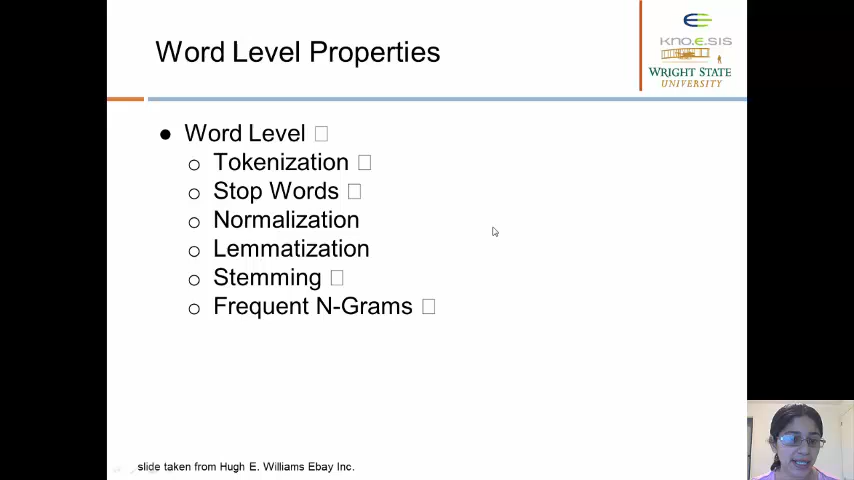 Word Level Properties
KNO.E.SIS
WRIGHT STATE
UNIVERSITY
● Word Level
○ Tokenization
○ Stop Words
○ Normalization
○ Lemmatization
○ Stemming
○ Frequent N-Grams
slide taken from Hugh E. Williams Ebay Inc.